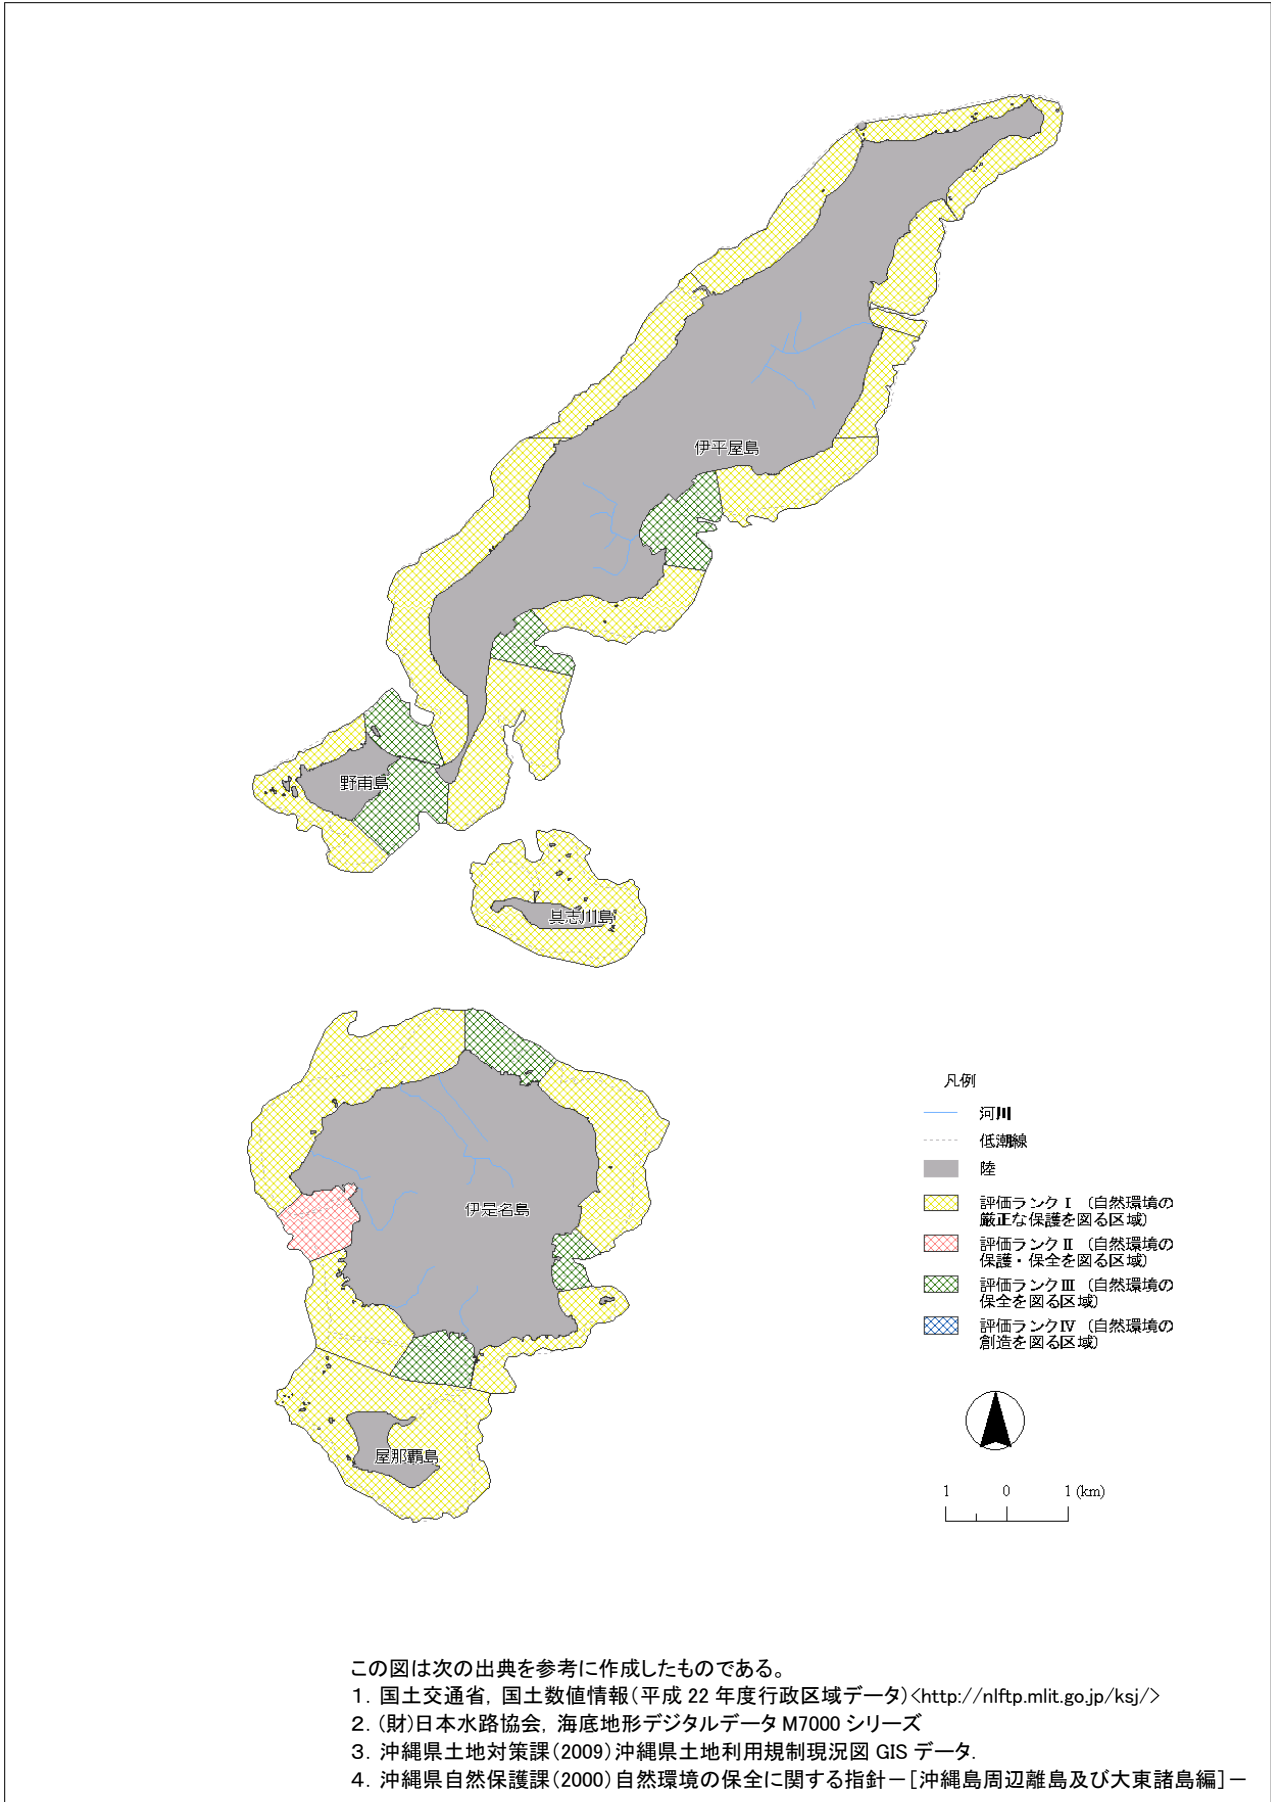 伊平屋島
野甫島
具志川島
伊是名島
屋那覇島
凡例
河川
低潮線
陸
評価ランクⅠ（自然環境の
厳正な保護を図る区域）
評価ランクⅡ（自然環境の
保護・保全を図る区域）
評価ランクⅢ（自然環境の
保全を図る区域）
評価ランクⅣ（自然環境の
創造を図る区域）
1 0 1 (km)
この図は次の出典を参考に作成したものである。
1．国土交通省，国土数値情報（平成 22 年度行政区域データ）<http://nlftp.mlit.go.jp/ksj/>
2．（財）日本水路協会，海底地形デジタルデータ M7000 シリーズ
3．沖縄県土地対策課（2009）沖縄県土地利用規制現況図 GIS データ．
4．沖縄県自然保護課（2000）自然環境の保全に関する指針－［沖縄島周辺離島及び大東諸島編］－